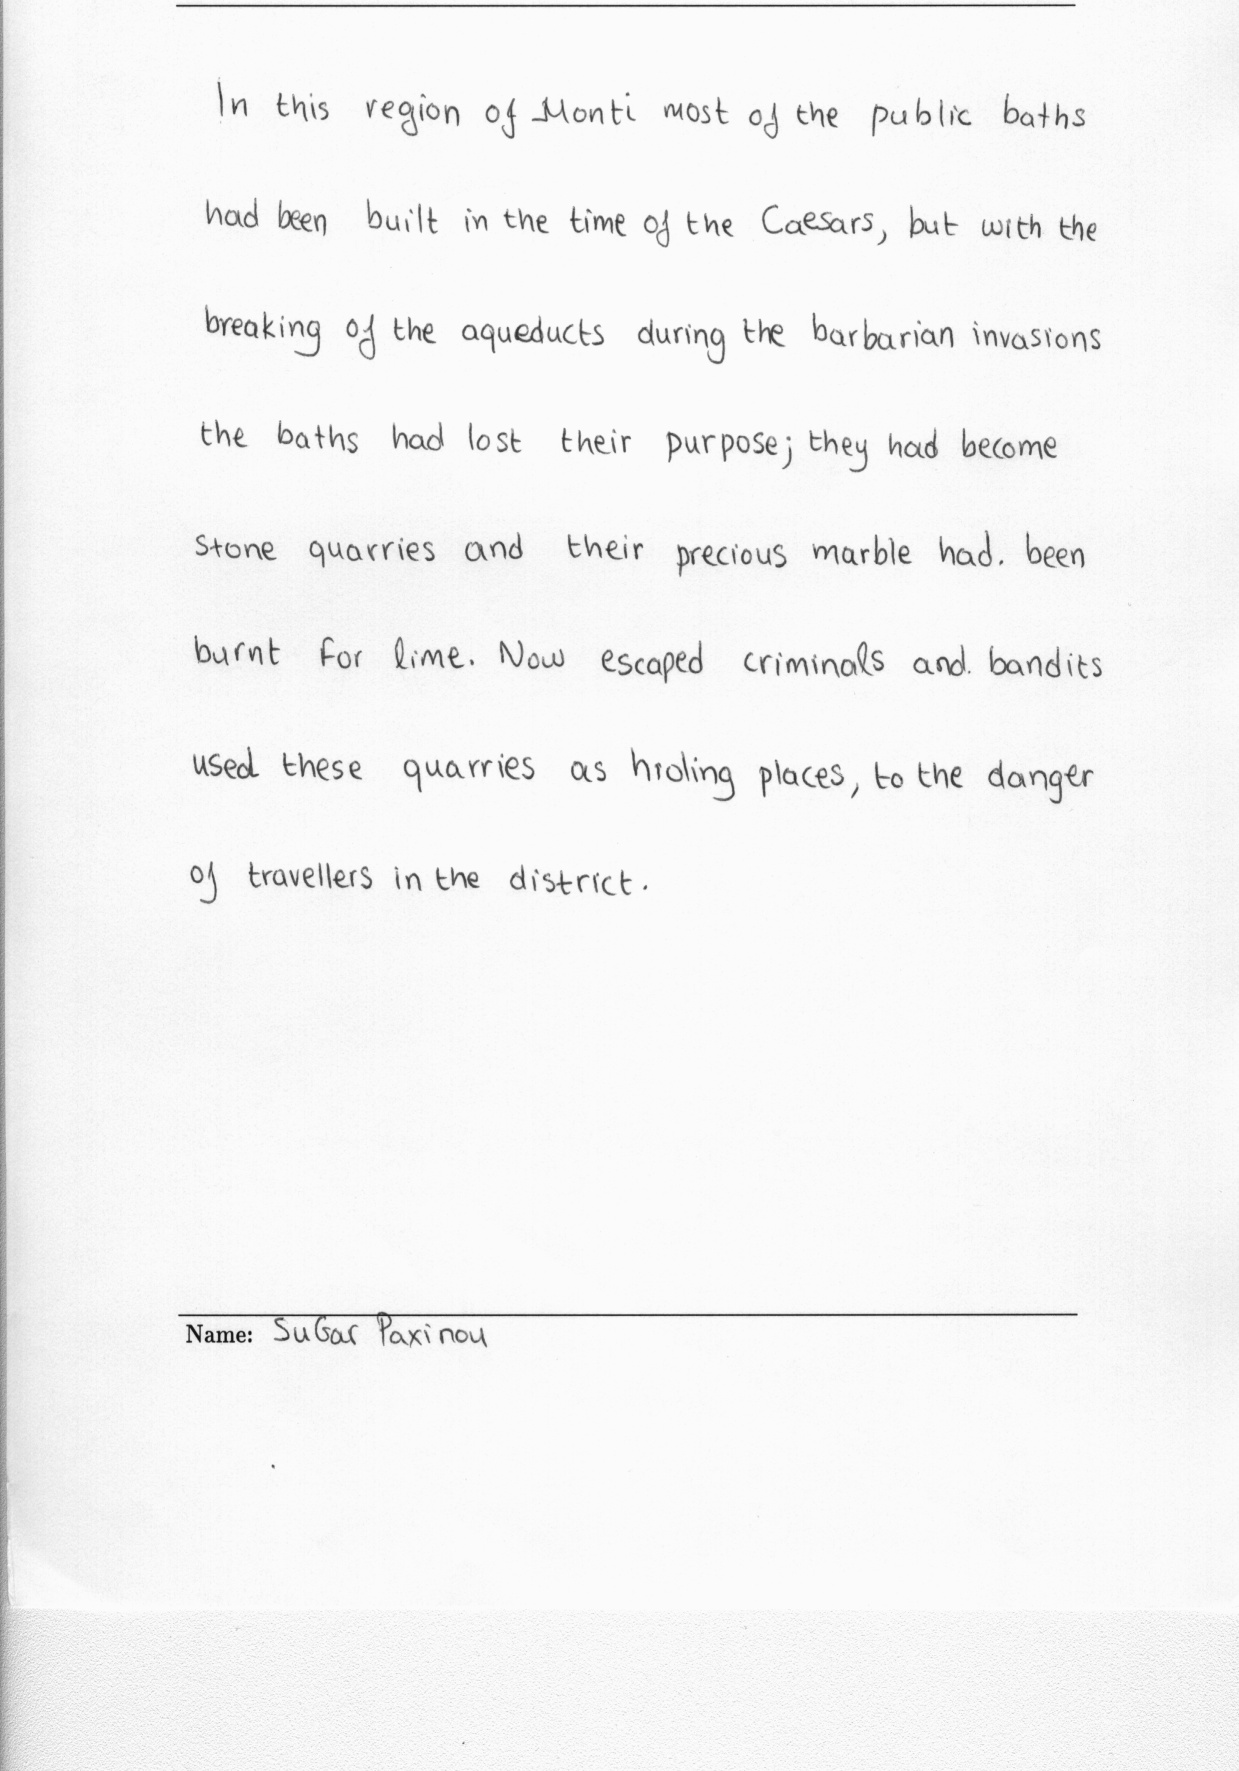 In this region of Monti most of the public baths
had been built in the time of the Caesars, but with the
breaking of the aqueducts during the barbarian invasions
the baths had lost their purpose; they had become
stone quarries and their precious marble had. been
burnt for lime. Now escaped criminals and. bandits
used these quarries as hiding places, to the danger
of travellers in the district.
Name: SuGar Paxinou